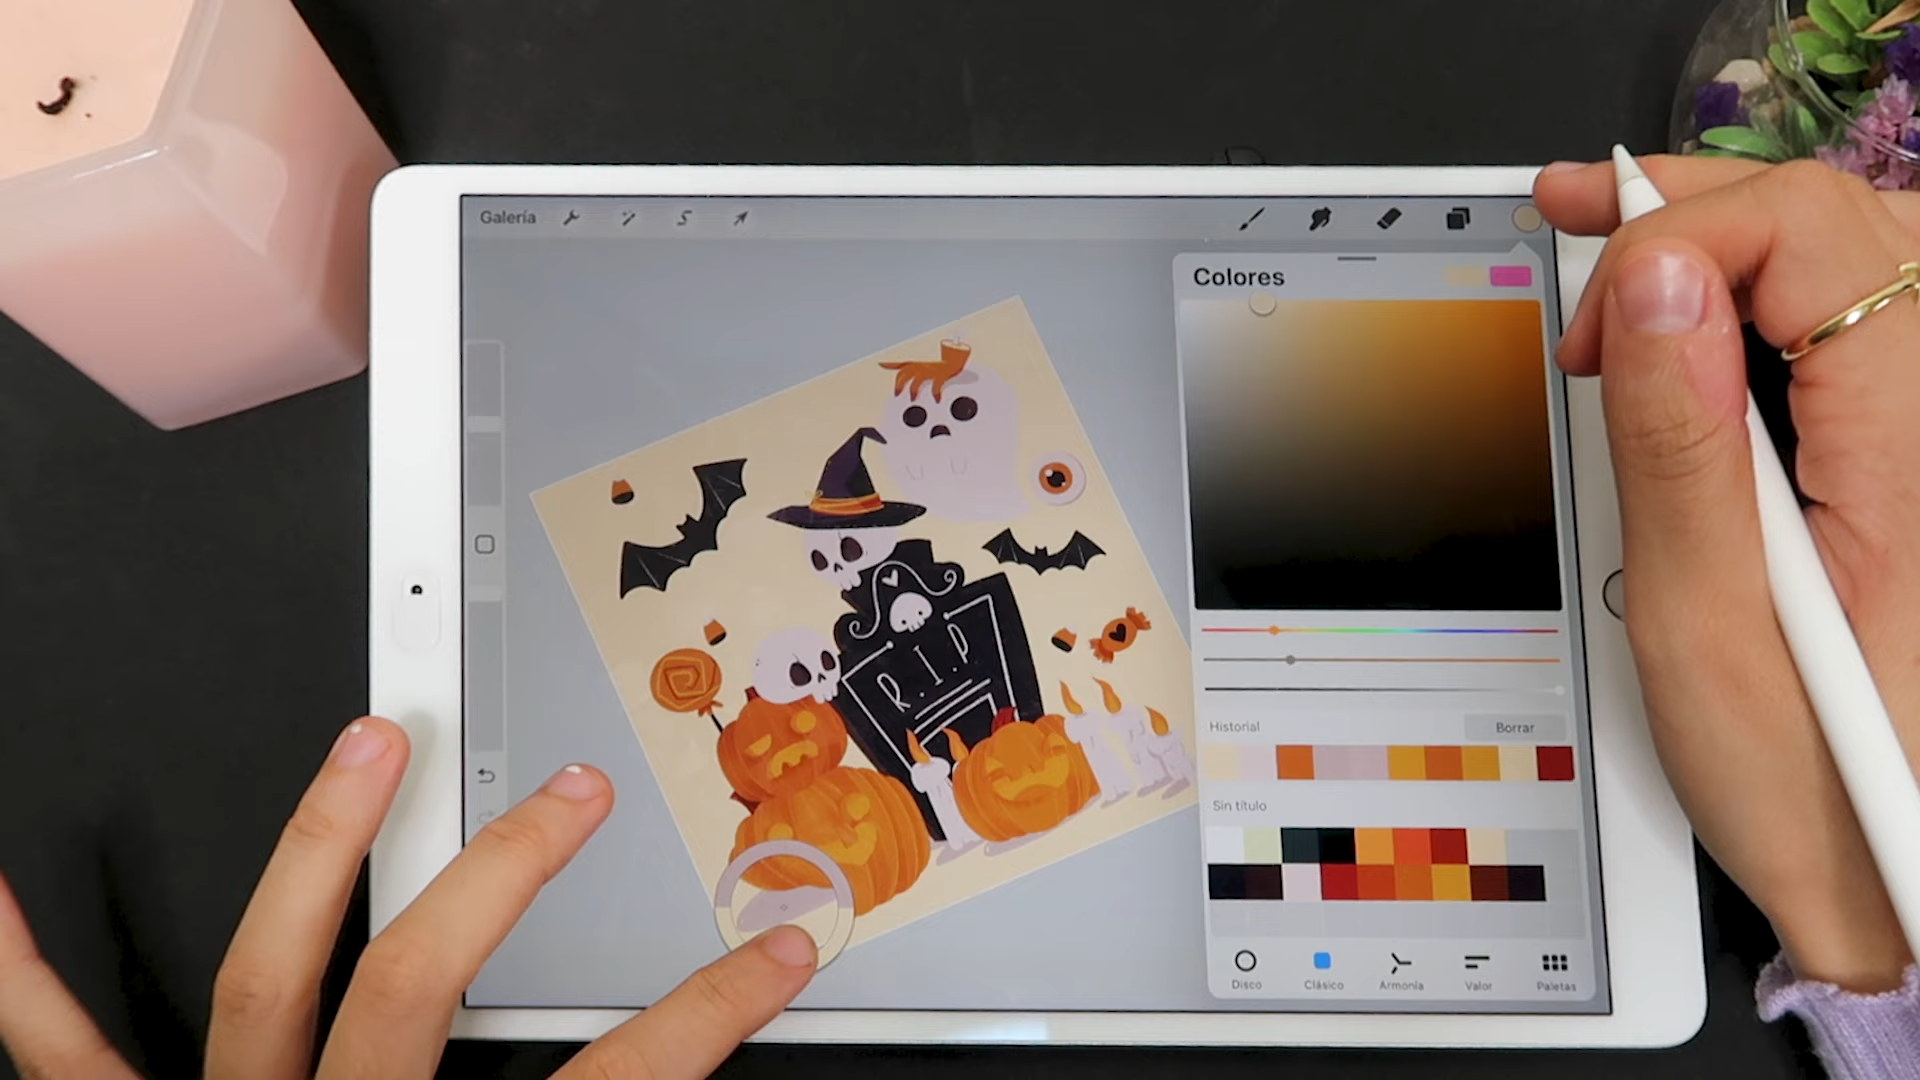 Galería
Colores
R.I.P
Historial
Borrar
Sin título
Disco
Clásico
Armonía
Valor
Paletas